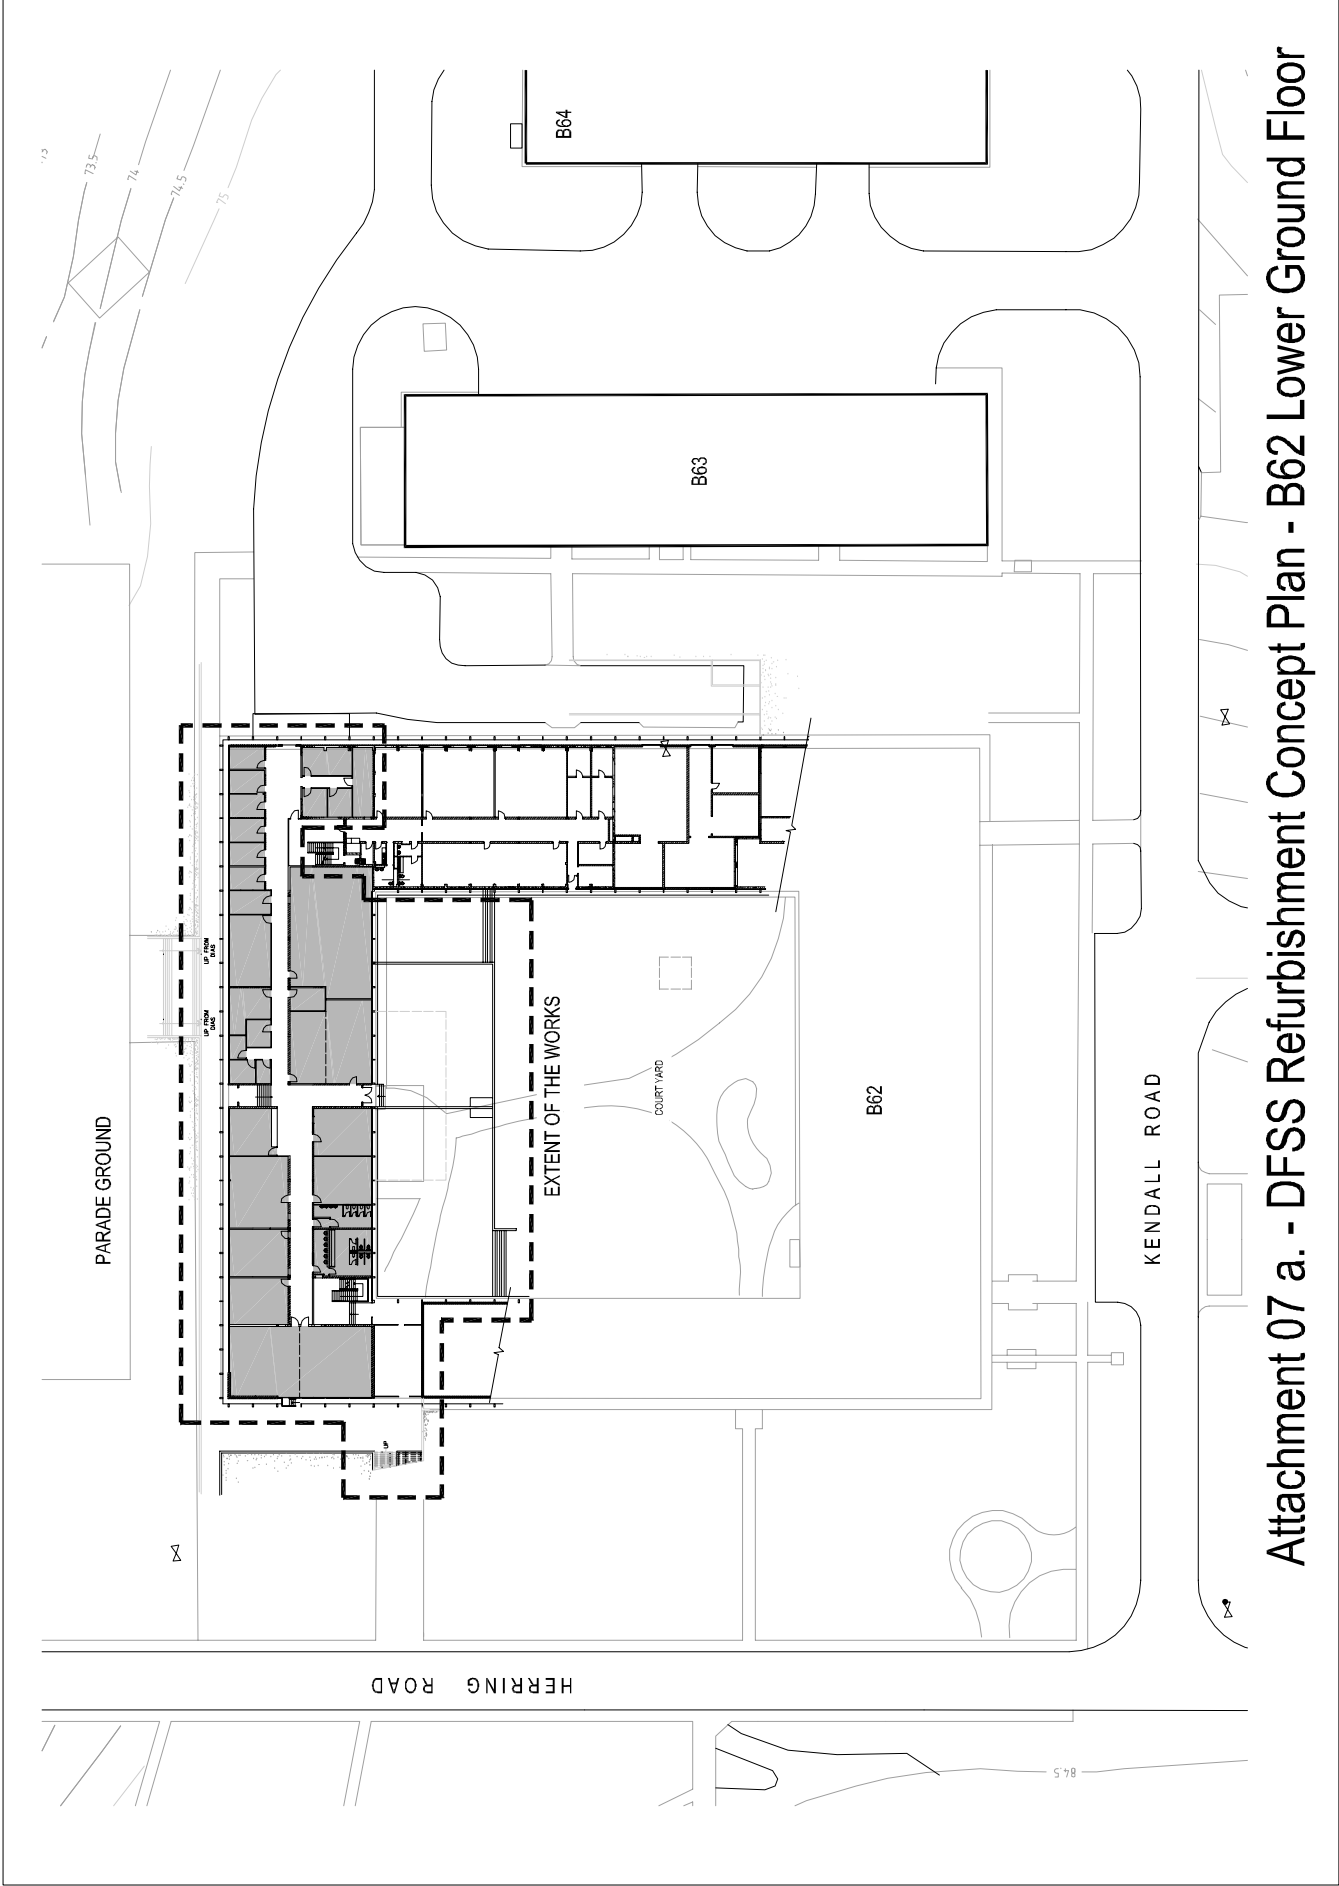 73
73.5
74
74.5
75
B64
B63
UP FROM
DIAS
UP FROM
DIAS
PARADE GROUND
EXTENT OF THE WORKS
COURT YARD
B62
UP
KENDALL ROAD
HERRING ROAD
84.5
Attachment 07 a. - DFSS Refurbishment Concept Plan - B62 Lower Ground Floor